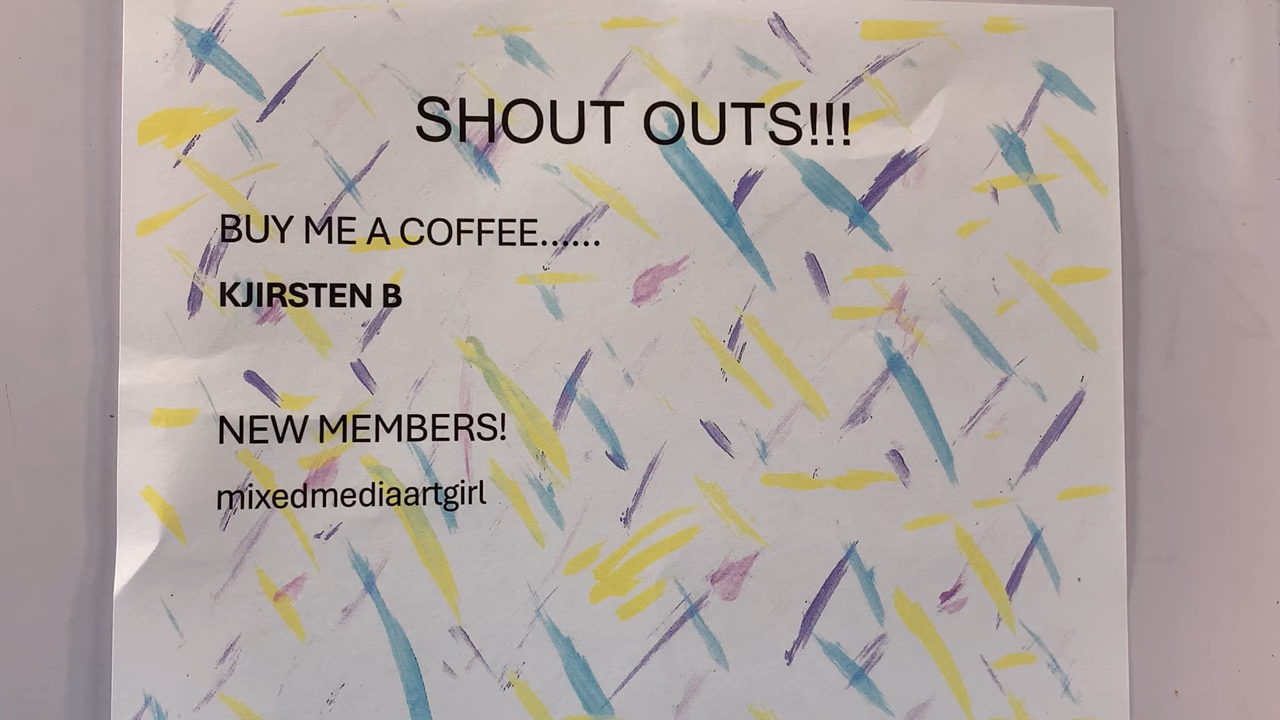 SHOUT OUTS!!!
BUY ME A COFFEE......
KJIRSTEN B
NEW MEMBERS!
mixedmediaartgirl